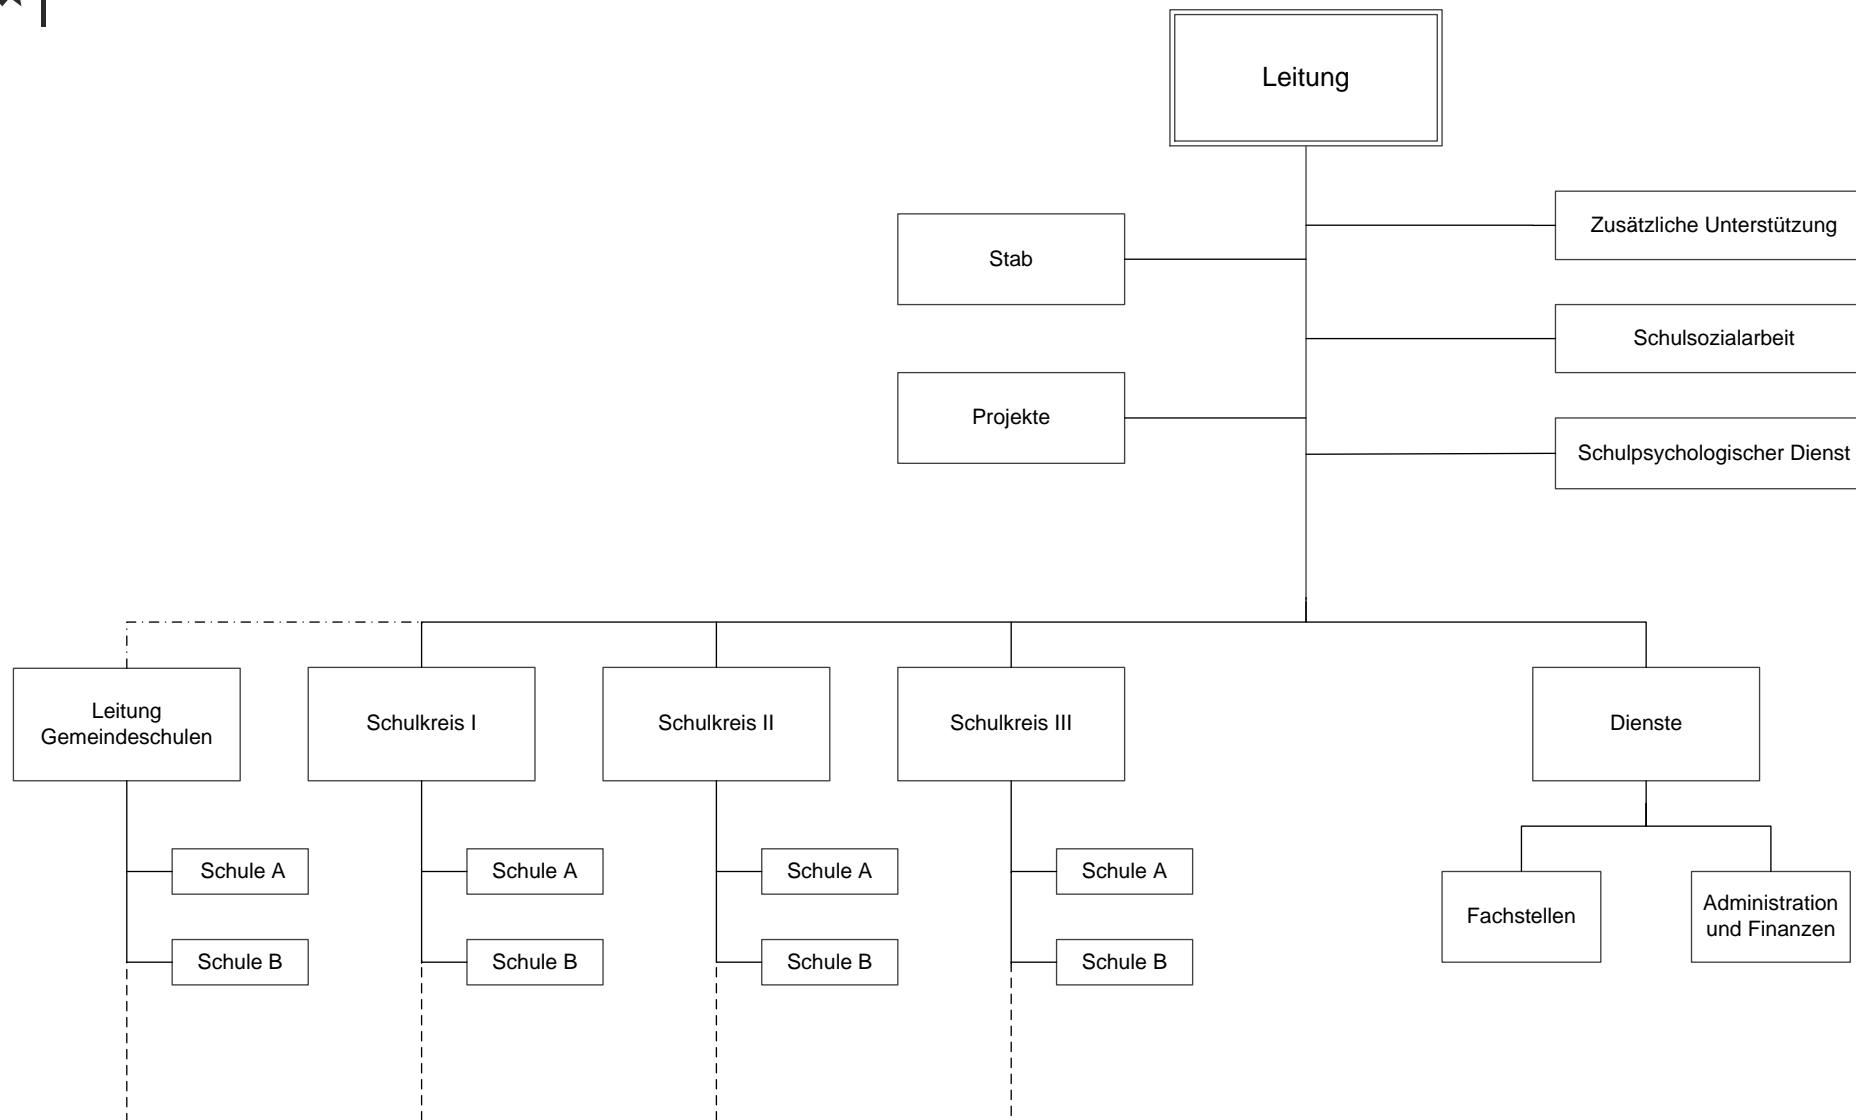 Leitung
Zusätzliche Unterstützung
Stab
Schulsozialarbeit
Projekte
Schulpsychologischer Dienst
Leitung
Gemeindeschulen
Schulkreis I
Schulkreis II
Schulkreis III
Dienste
Schule A
Schule A
Schule A
Schule A
Fachstellen
Administration
und Finanzen
Schule B
Schule B
Schule B
Schule B